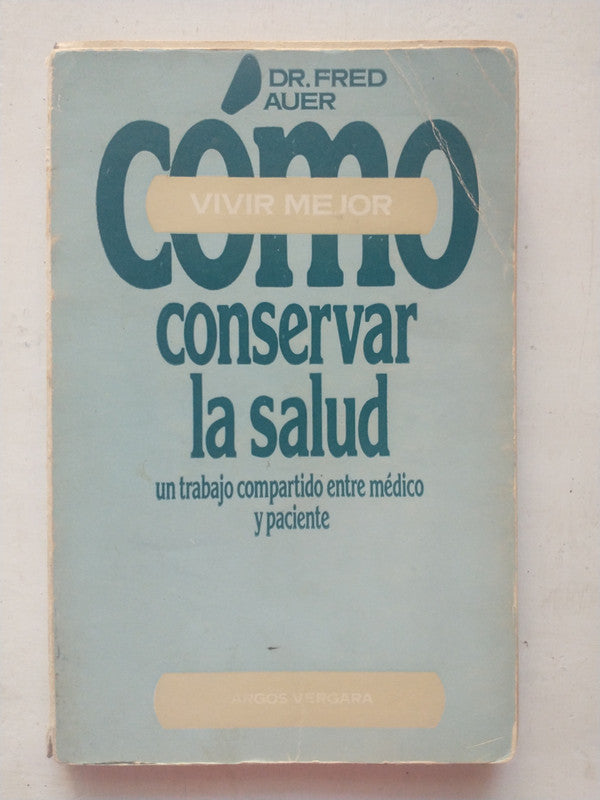 DR. FRED
AUER
cómo
VIVIR MEJOR
conservar
la salud
un trabajo compartido entre médico
y paciente
ARGOS VERGARA